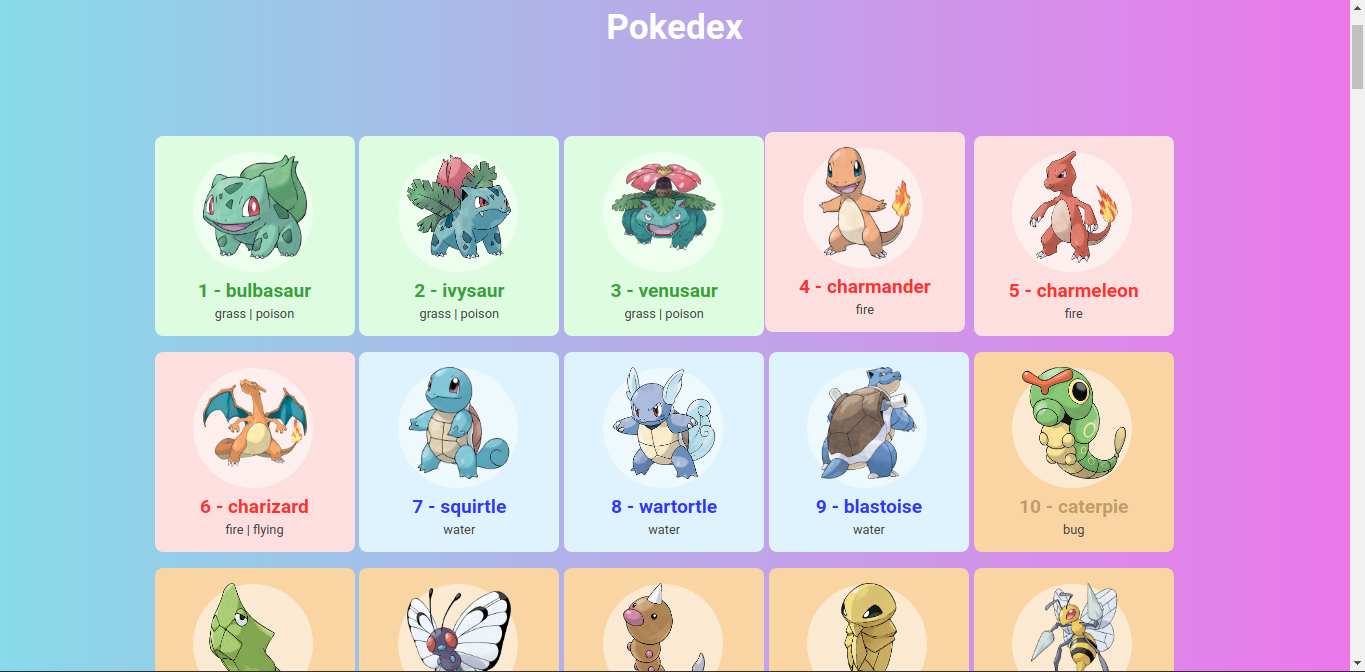 Pokedex
1 - bulbasaur
grass | poison
2 - ivysaur
grass | poison
3 - venusaur
grass | poison
4 - charmander
fire
5 - charmeleon
fire
6 - charizard
fire | flying
7 - squirtle
water
8 - wartortle
water
9 - blastoise
water
10 - caterpie
bug